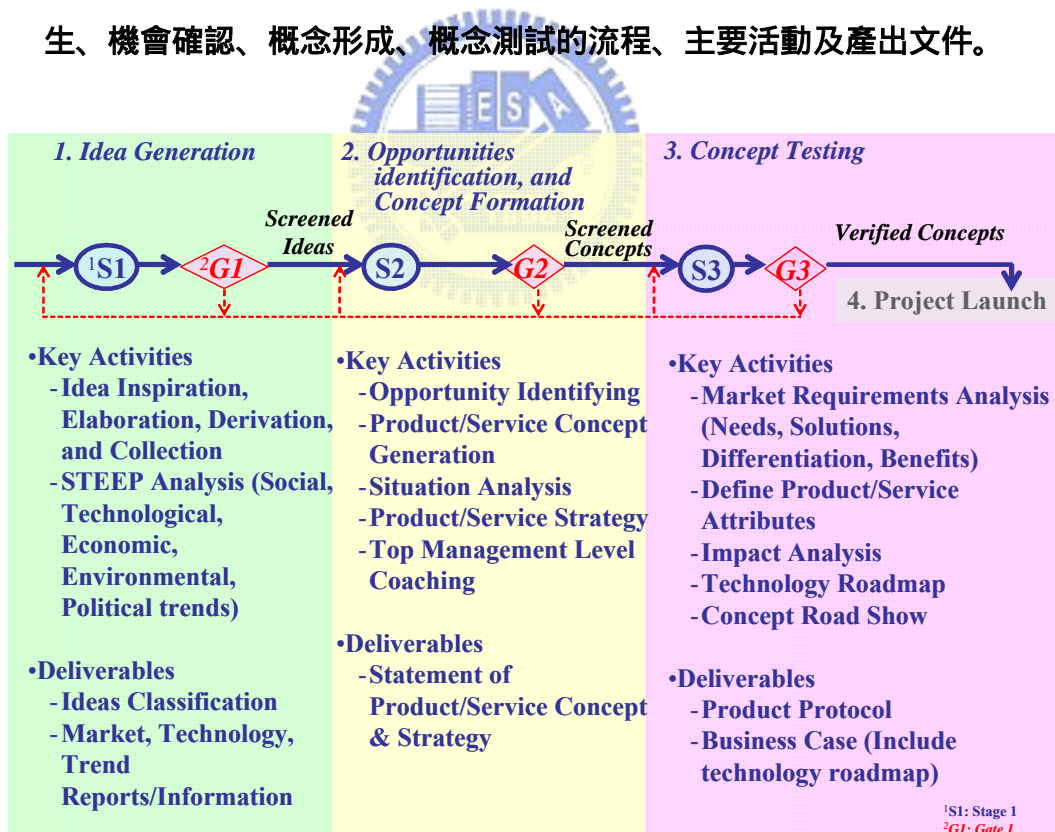 生、機會確認、概念形成、概念測試的流程、主要活動及產出文件。
ESA
1. Idea Generation
2. Opportunities
identification, and
Concept Formation
3. Concept Testing
Screened
Ideas
Screened
Concepts
Verified Concepts
¹S1
²G1
S2
G2
S3
G3
4. Project Launch
•Key Activities
-Idea Inspiration,
Elaboration, Derivation,
and Collection
-STEEP Analysis (Social,
Technological,
Economic,
Environmental,
Political trends)
•Deliverables
-Ideas Classification
-Market, Technology,
Trend
Reports/Information
•Key Activities
-Opportunity Identifying
-Product/Service Concept
Generation
-Situation Analysis
-Product/Service Strategy
-Top Management Level
Coaching
•Deliverables
-Statement of
Product/Service Concept
& Strategy
•Key Activities
-Market Requirements Analysis
(Needs, Solutions,
Differentiation, Benefits)
-Define Product/Service
Attributes
-Impact Analysis
-Technology Roadmap
-Concept Road Show
•Deliverables
-Product Protocol
-Business Case (Include
technology roadmap)
¹S1: Stage 1
²G1: Gate 1